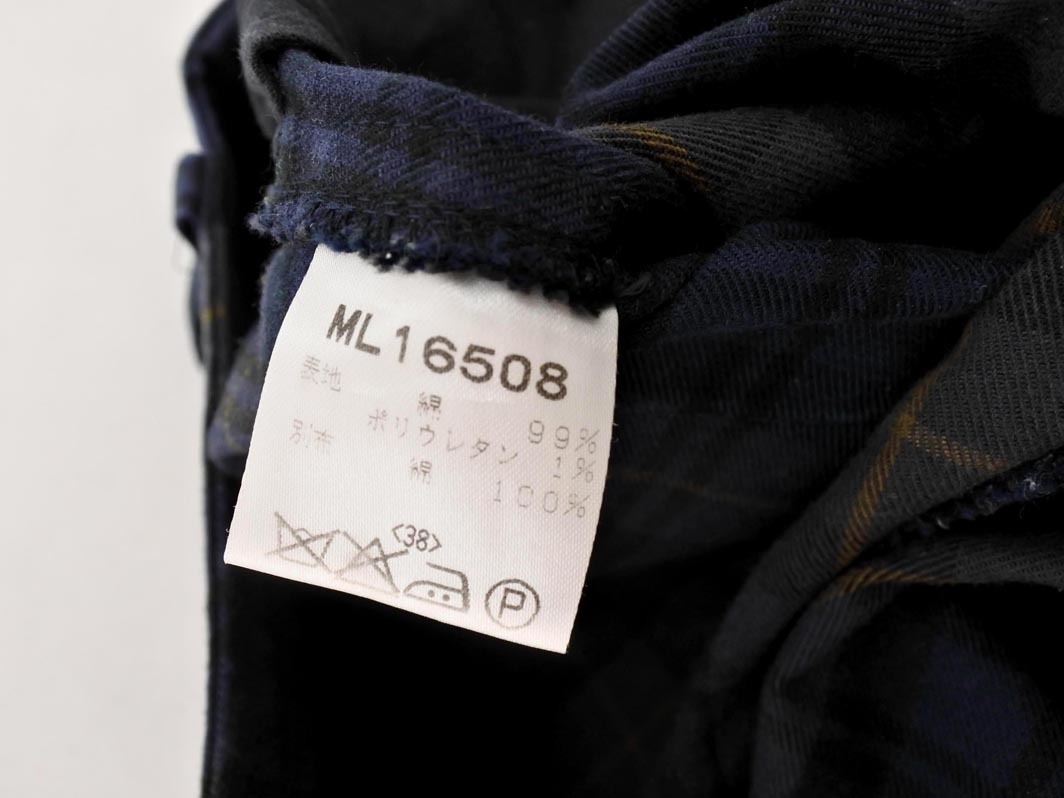 ML16508
表地 綿 99%
ポリウレタン 1%
別布 綿 100%
<38>
P